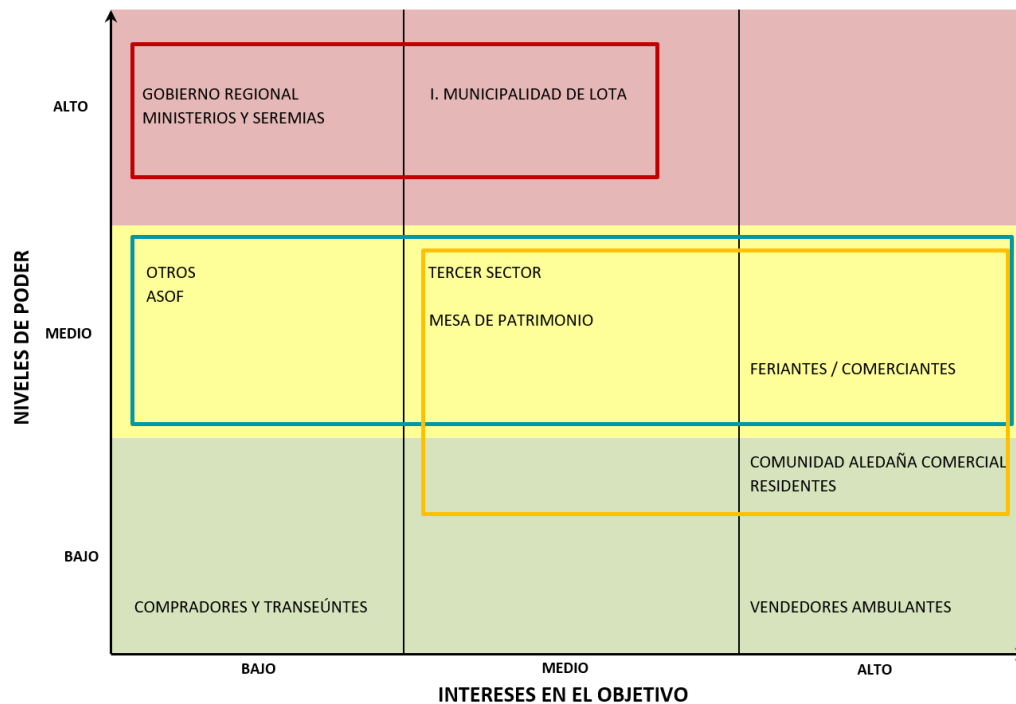 ALTO
GOBIERNO REGIONAL
MINISTERIOS Y SEREMIAS
I. MUNICIPALIDAD DE LOTA
NIVELES DE PODER
MEDIO
OTROS
ASOF
TERCER SECTOR
MESA DE PATRIMONIO
FERIANTES / COMERCIANTES
COMUNIDAD ALEDAÑA COMERCIAL
RESIDENTES
BAJO
COMPRADORES Y TRANSEÚNTES
VENDEDORES AMBULANTES
BAJO
MEDIO
ALTO
INTERESES EN EL OBJETIVO